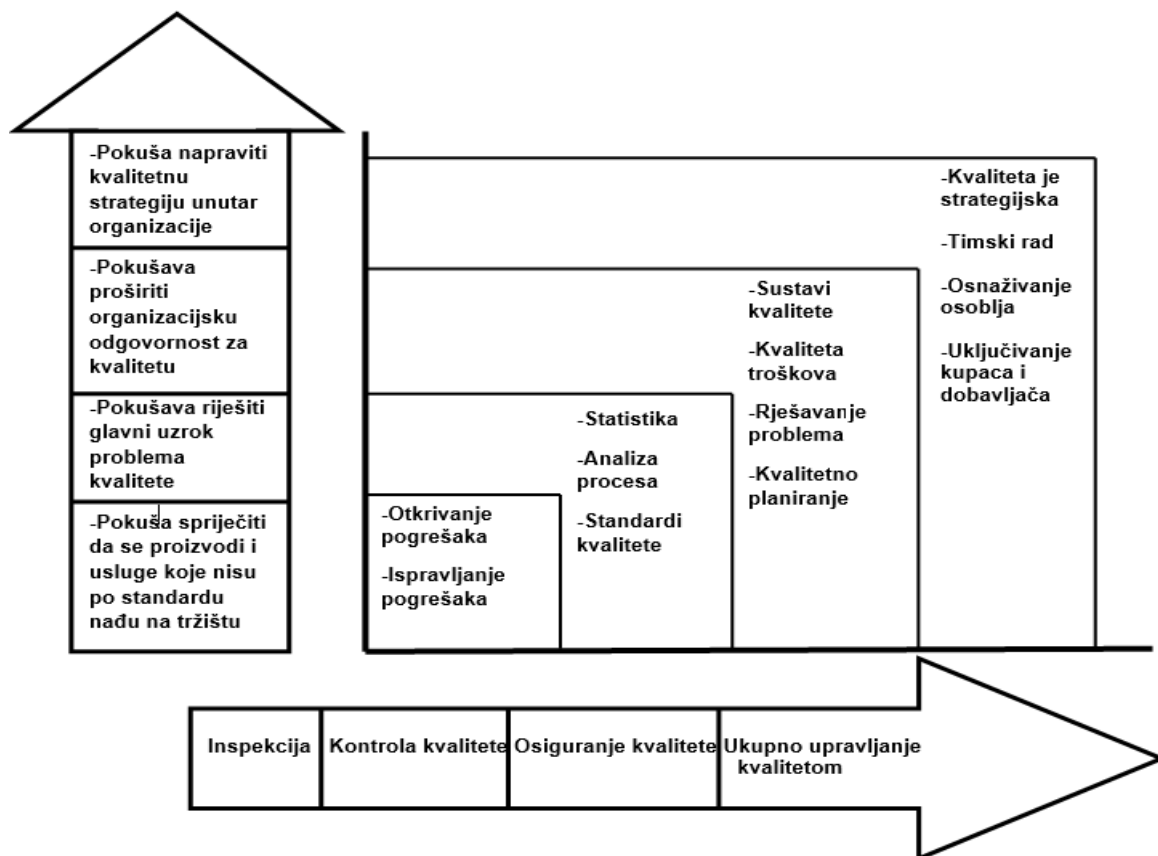 -Pokuša napraviti
kvalitetnu
strategiju unutar
organizacije
-Pokušava
proširiti
organizacijsku
odgovornost za
kvalitetu
-Pokušava riješiti
glavni uzrok
problema
kvalitete
-Pokuša spriječiti
da se proizvodi i
usluge koje nisu
po standardu
nađu na tržištu
-Otkrivanje
pogrešaka
-Ispravljanje
pogrešaka
-Statistika
-Analiza
procesa
-Standardi
kvalitete
-Sustavi
kvalitete
-Kvaliteta
troškova
-Rješavanje
problema
-Kvalitetno
planiranje
-Kvaliteta je
strategijska
-Timski rad
-Osnaživanje
osoblja
-Uključivanje
kupaca i
dobavljača
Inspekcija
Kontrola kvalitete
Osiguranje kvalitete
Ukupno upravljanje
kvalitetom